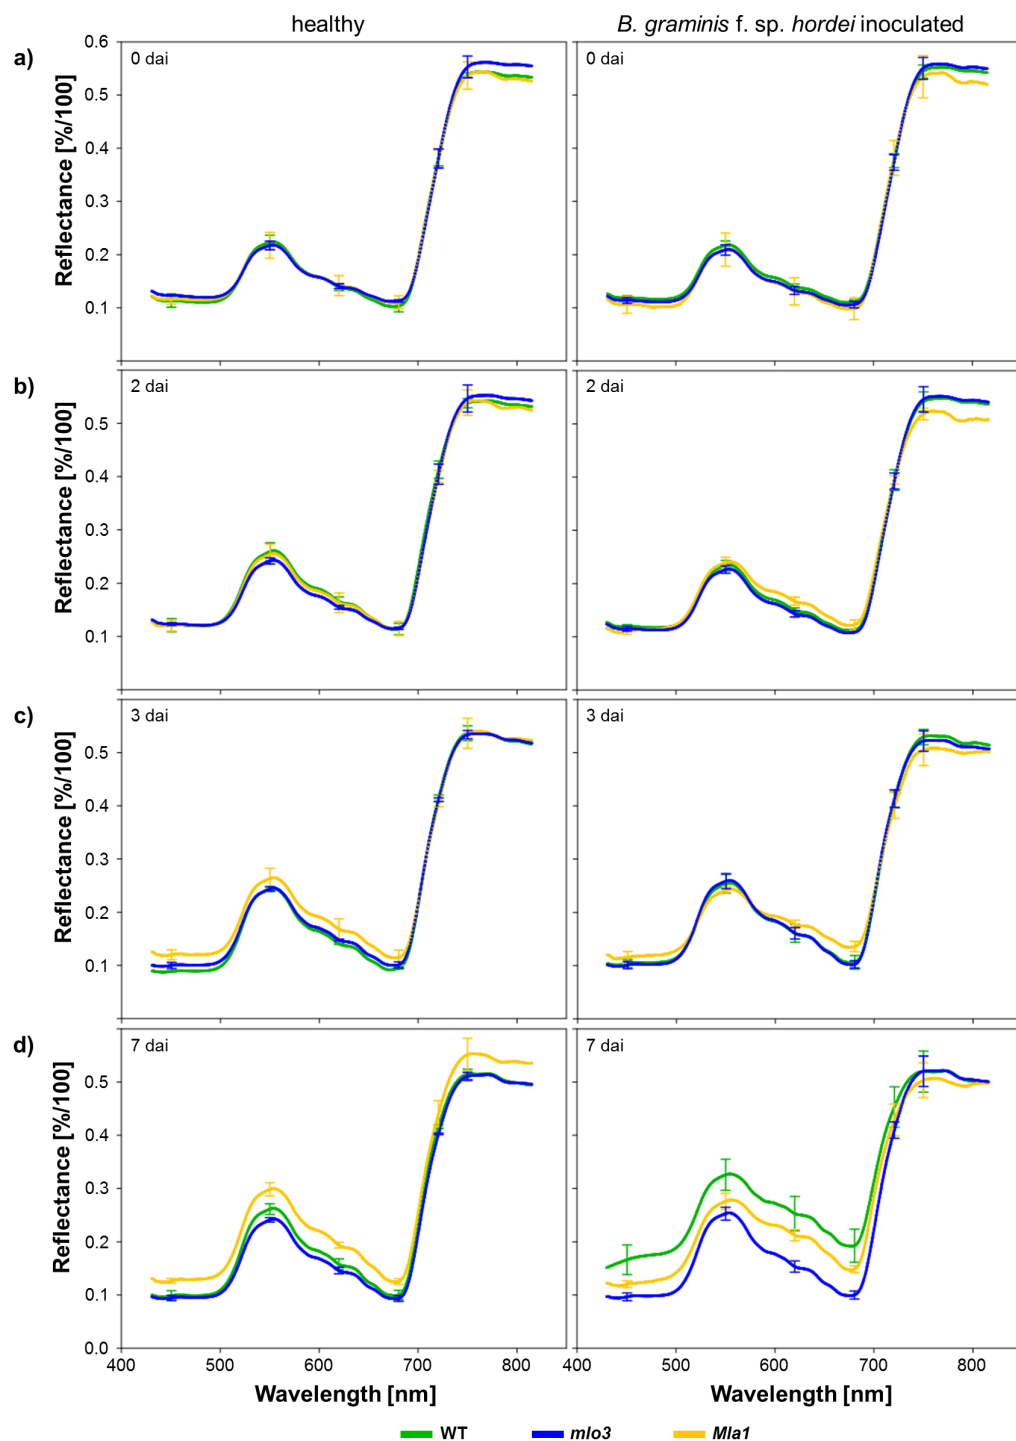 healthy
B. graminis f. sp. hordei inoculated
a)
0.6
0.5
0.4
0.3
0.2
0.1
Reflectance [%/100]
0 dai
0 dai
b)
0.5
0.4
0.3
0.2
0.1
Reflectance [%/100]
2 dai
2 dai
c)
0.5
0.4
0.3
0.2
0.1
Reflectance [%/100]
3 dai
3 dai
d)
0.5
0.4
0.3
0.2
0.1
0.0
Reflectance [%/100]
7 dai
7 dai
400 500 600 700 800
400 500 600 700 800
Wavelength [nm]
Wavelength [nm]
WT mlo3 Mla1